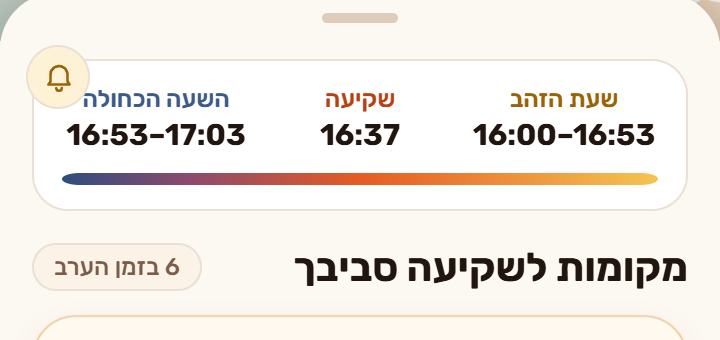 שעת הזהב
16:00–16:53
שקיעה
16:37
השעה הכחולה
16:53–17:03
מקומות לשקיעה סביבך
6 בזמן הערב